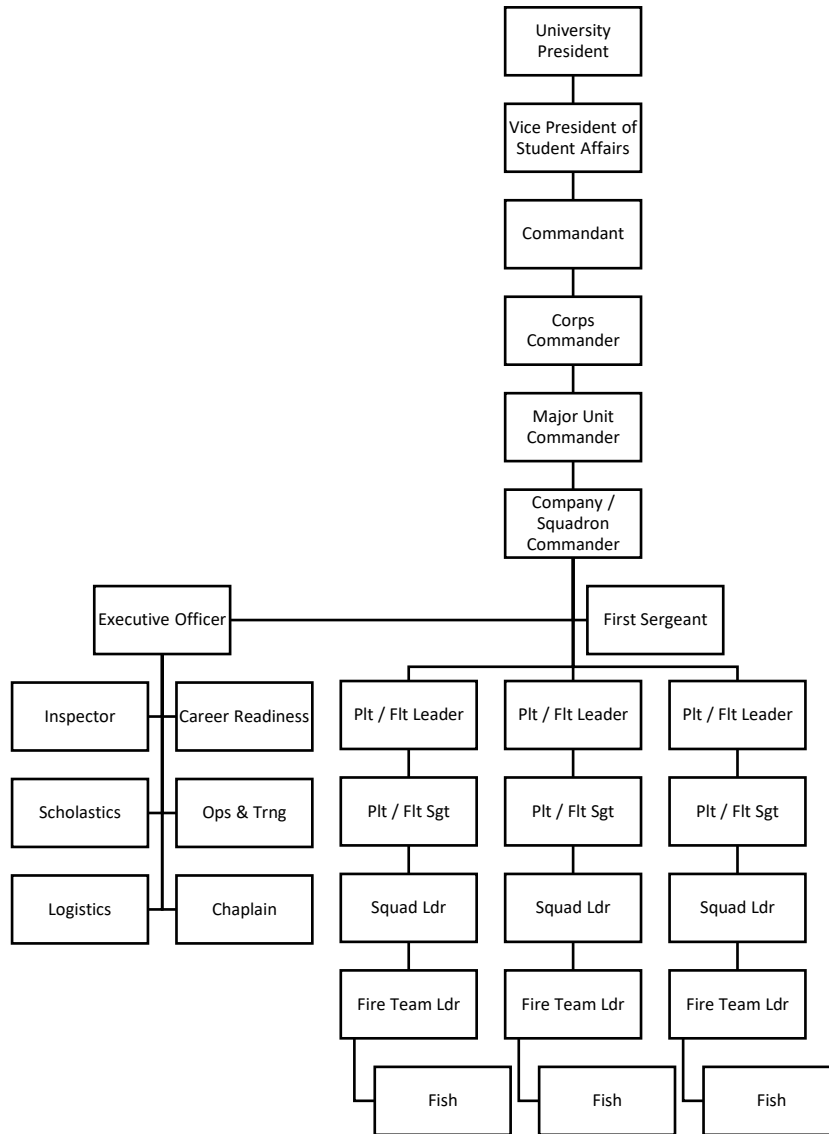 University
President
Vice President of
Student Affairs
Commandant
Corps
Commander
Major Unit
Commander
Company /
Squadron
Commander
Executive Officer
First Sergeant
Inspector
Career Readiness
Plt / Flt Leader
Plt / Flt Leader
Plt / Flt Leader
Scholastics
Ops & Trng
Plt / Flt Sgt
Plt / Flt Sgt
Plt / Flt Sgt
Logistics
Chaplain
Squad Ldr
Squad Ldr
Squad Ldr
Fire Team Ldr
Fire Team Ldr
Fire Team Ldr
Fish
Fish
Fish